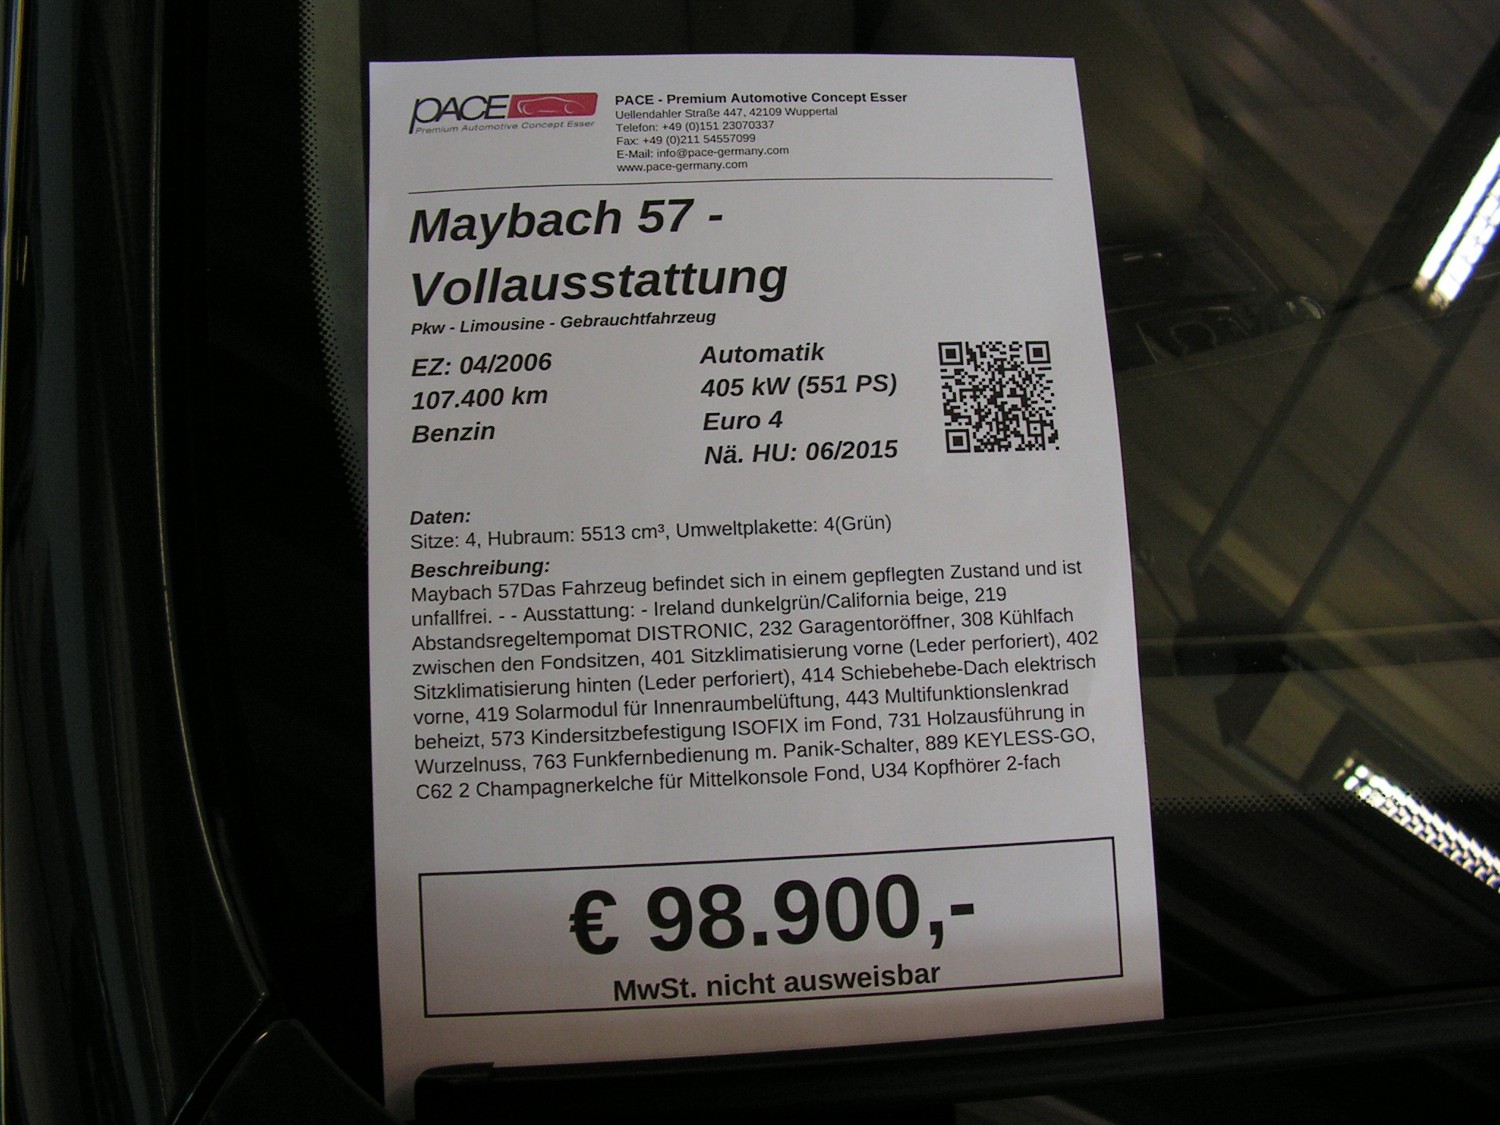 PACE
Premium Automotive Concept Esser
PACE - Premium Automotive Concept Esser
Uellendahler Straße 447, 42109 Wuppertal
Telefon: +49 (0)151 23070337
Fax: +49 (0)211 54557099
E-Mail: info@pace-germany.com
www.pace-germany.com
Maybach 57 -
Vollausstattung
Pkw - Limousine - Gebrauchtfahrzeug
EZ: 04/2006
107.400 km
Benzin
Automatik
405 kW (551 PS)
Euro 4
Nä. HU: 06/2015
Daten:
Sitze: 4, Hubraum: 5513 cm³, Umweltplakette: 4(Grün)
Beschreibung:
Maybach 57Das Fahrzeug befindet sich in einem gepflegten Zustand und ist
unfallfrei. - - Ausstattung: - Ireland dunkelgrün/California beige, 219
Abstandsregeltempomat DISTRONIC, 232 Garagentoröffner, 308 Kühlfach
zwischen den Fondsitzen, 401 Sitzklimatisierung vorne (Leder perforiert), 402
Sitzklimatisierung hinten (Leder perforiert), 414 Schiebehebe-Dach elektrisch
vorne, 419 Solarmodul für Innenraumbelüftung, 443 Multifunktionslenkrad
beheizt, 573 Kindersitzbefestigung ISOFIX im Fond, 731 Holzausführung in
Wurzelnuss, 763 Funkfernbedienung m. Panik-Schalter, 889 KEYLESS-GO,
C62 2 Champagnerkelche für Mittelkonsole Fond, U34 Kopfhörer 2-fach
€ 98.900,-
MwSt. nicht ausweisbar